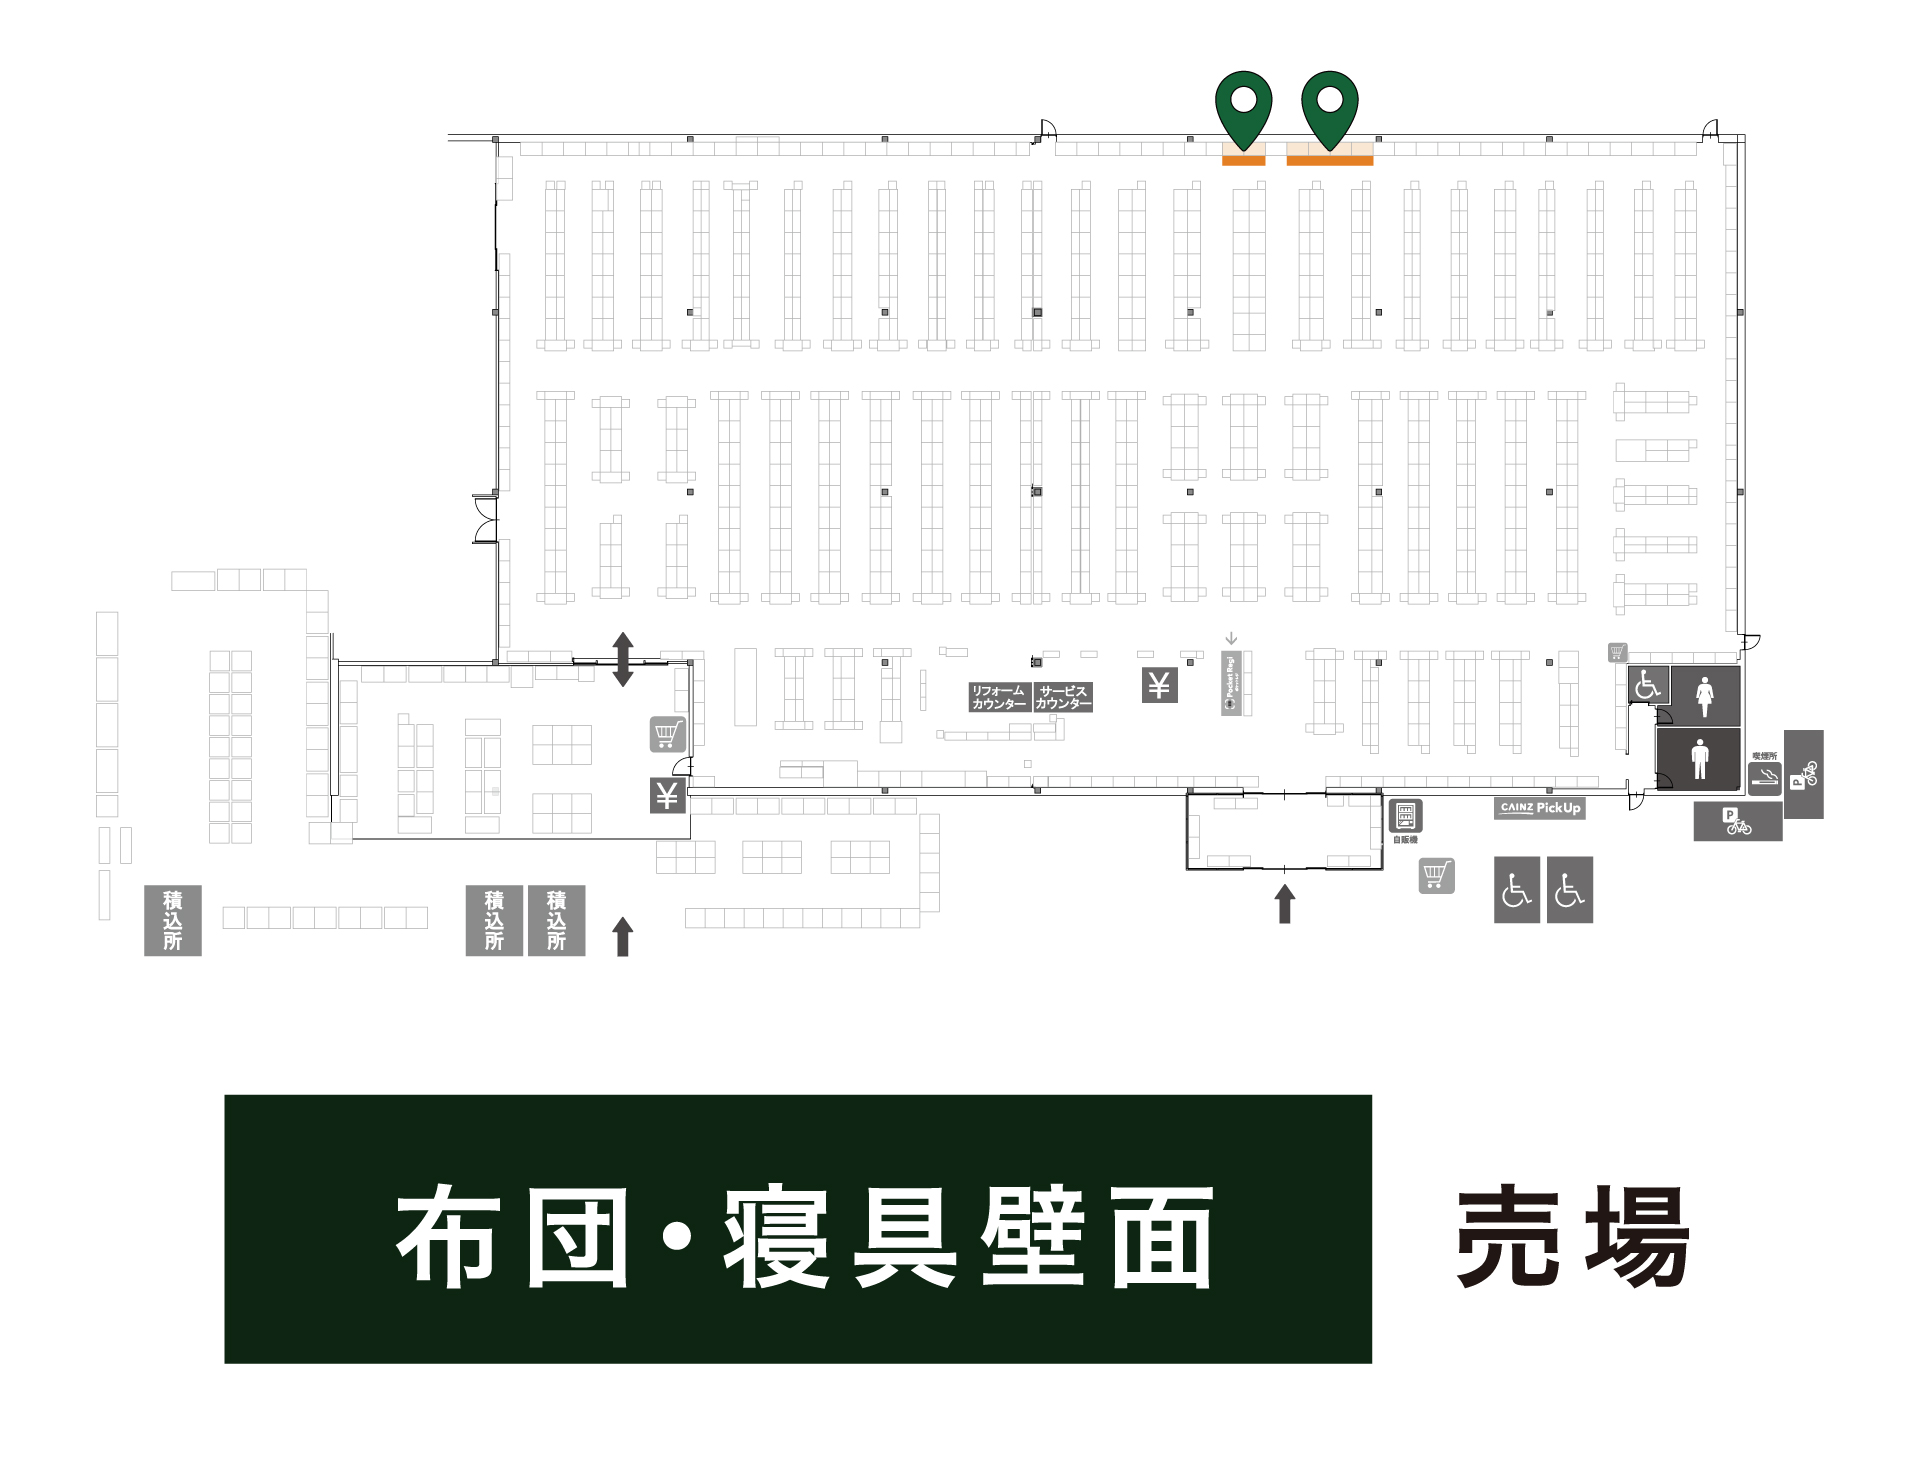 Pocket Regi
リフォーム
カウンター
サービス
カウンター
¥
¥
喫煙所
P
P
CAINZ PickUp
自販機
積込所
積込所
積込所
布団・寝具壁面
売場